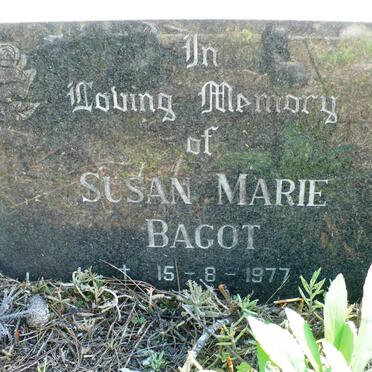 In
Loving Memory
of
SUSAN MARIE
BAGOT
† 15-8-1977